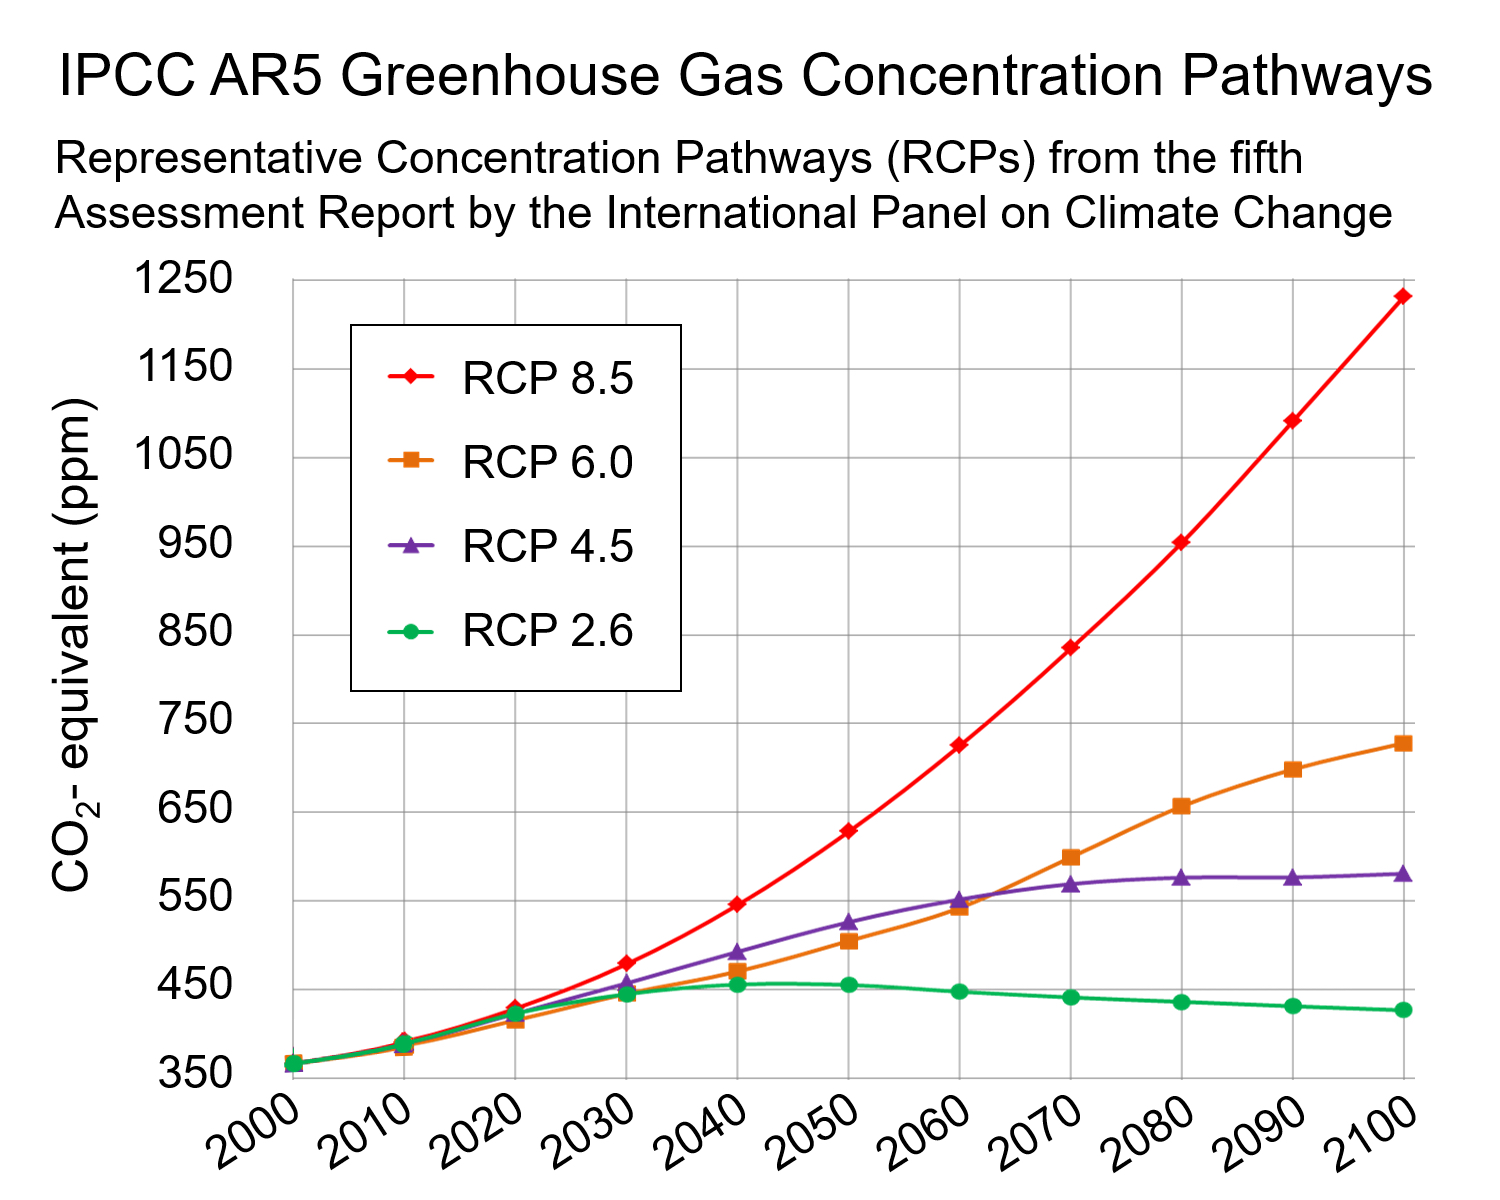 IPCC AR5 Greenhouse Gas Concentration Pathways
Representative Concentration Pathways (RCPs) from the fifth
Assessment Report by the International Panel on Climate Change
CO₂- equivalent (ppm)
1250
1150
1050
950
850
750
650
550
450
350
RCP 8.5
RCP 6.0
RCP 4.5
RCP 2.6
2000 2010 2020 2030 2040 2050 2060 2070 2080 2090 2100